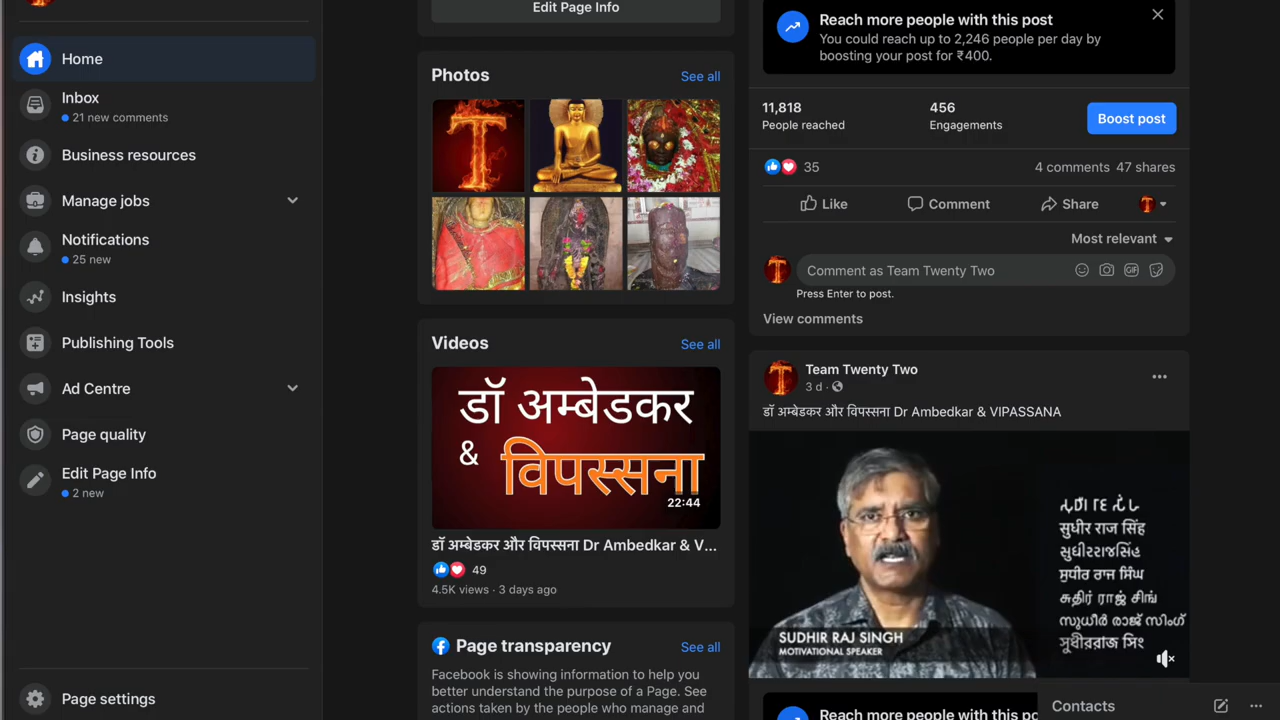 Home
Inbox
21 new comments
Business resources
Manage jobs
Notifications
25 new
Insights
Publishing Tools
Ad Centre
Page quality
Edit Page Info
2 new
Page settings
Edit Page Info
Photos
See all
T
Videos
See all
डॉ अम्बेडकर
&
विपस्सना
22:44
डॉ अम्बेडकर और विपस्सना Dr Ambedkar & V...
49
4.5K views · 3 days ago
Page transparency
See all
Facebook is showing information to help you
better understand the purpose of a Page. See
actions taken by the people who manage and
Reach more people with this post
You could reach up to 2,246 people per day by
boosting your post for ₹400.
11,818
People reached
456
Engagements
Boost post
35
4 comments 47 shares
Like
Comment
Share
Most relevant
Comment as Team Twenty Two
GIF
Press Enter to post.
View comments
Team Twenty Two
3 d ·
डॉ अम्बेडकर और विपस्सना Dr Ambedkar & VIPASSANA
सुधीर राज सिंह
ਸੁਧੀਰ ਰਾਜ ਸਿੰਘ
SUDHIR RAJ SINGH
MOTIVATIONAL SPEAKER
Reach more people with this po
Contacts